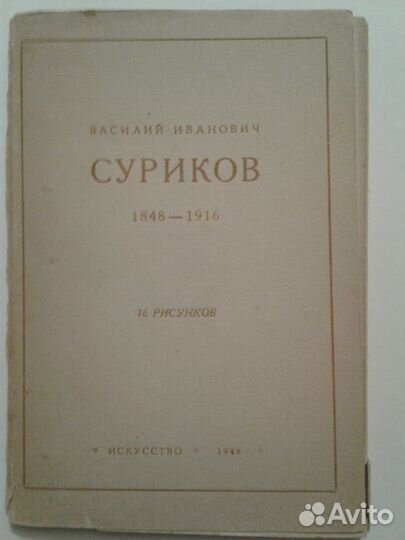 ВАСИЛИЙ ИВАНОВИЧ
СУРИКОВ
1848—1916
16 РИСУНКОВ
* ИСКУССТВО * 1948 *
Avito